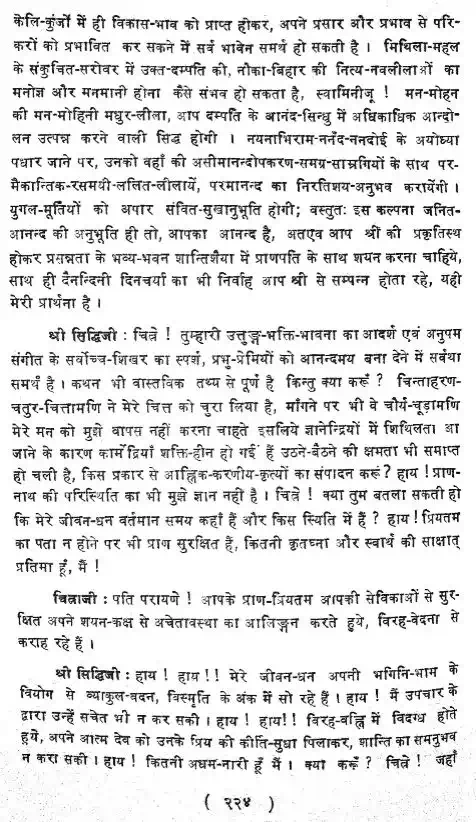 केलि-कुंजों में ही विकास-भाव को प्राप्त होकर, अपने प्रसार और प्रभाव से परि-
करों को प्रभावित कर सकने में सर्व भावेन समर्थ हो सकती है । मिथिला-महल
के संकुचित-सरोवर में उक्त-दम्पति की, नौका-बिहार की नित्य-नवलीलाओं का
मनोज्ञ और मनमानी होना कैसे संभव हो सकता है, स्वामिनीजू ! मन-मोहन
की मन-मोहिनी मधुर-लीला, आप दम्पति के आनंद-सिन्धु में अधिकाधिक आन्दो-
लन उत्पन्न करने वाली सिद्ध होगी । नयनाभिराम-ननँद-ननदोई के अयोध्या
पधार जाने पर, उनको वहाँ की असीमानन्दोपकरण-समग्र-सामग्रियों के साथ पर-
मैकान्तिक-रसमयी-ललित-लीलायें, परमानन्द का निरतिशय-अनुभव करायेंगी ।
युगल-मूर्तियों को अपार संवित-सुखानुभूति होगी; वस्तुतः इस कल्पना जनित-
आनन्द की अनुभूति ही तो, आपका आनन्द है, अतएव आप श्री की प्रकृतिस्थ
होकर प्रसन्नता के भव्य-भवन शान्तिशैया में प्राणपति के साथ शयन करना चाहिये,
साथ ही दैनन्दिनी दिनचर्या का भी निर्वाह आप श्री से सम्पन्न होता रहे, यही
मेरी प्रार्थना है ।
श्री सिद्धिजी : चित्रे ! तुम्हारी उत्तुङ्ग-भक्ति-भावना का आदर्श एवं अनुपम
संगीत के सर्वोच्च-शिखर का स्पर्श, प्रभु-प्रेमियों को आनन्दमय बना देने में सर्वथा
समर्थ है । कथन भी वास्तविक तथ्य से पूर्ण है किन्तु क्या करूँ ? चिन्ताहरण-
चतुर-चिन्तामणि ने मेरे चित्त को चुरा लिया है, माँगने पर भी वे चौर्य-चूड़ामणि
मेरे मन को मुझे वापस नहीं करना चाहते इसलिये ज्ञानेन्द्रियों में शिथिलता आ
जाने के कारण कार्मेद्रियाँ शक्ति-हीन हो गई हैं उठने-बैठने की क्षमता भी समाप्त
हो चली है, किस प्रकार से आह्निक-करणीय-कृत्यों का संपादन करूँ ? हाय ! प्राण-
नाथ की परिस्थिति का भी मुझे ज्ञान नहीं है । चित्रे ! क्या तुम बतला सकती हो
कि मेरे जीवन-धन वर्तमान समय कहाँ हैं और किस स्थिति में हैं ? हाय ! प्रियतम
का पता न होने पर भी प्राण सुरक्षित हैं, कितनी कृतघ्ना और स्वार्थ की साक्षात्
प्रतिमा हूँ, मैं !
चित्राजी : पति परायणे ! आपके प्राण-प्रियतम आपकी सेविकाओं से सुर-
क्षित अपने शयन-कक्ष से अचेतावस्था का आलिङ्गन करते हुये, विरह-वेदना से
कराह रहे हैं ।
श्री सिद्धिजी : हाय ! हाय !! मेरे जीवन-धन अपनी भगिनि-भाम के
वियोग से व्याकुल-वदन, विस्मृति के अंक में सो रहे हैं । हाय ! मैं उपचार के
द्वारा उन्हें सचेत भी न कर सकी । हाय ! हाय!! विरह-वह्नि में विदग्ध होते
हुये, अपने आत्म देव को उनके प्रिय की कीर्ति-सुधा पिलाकर, शान्ति का समनुभव
न करा सकी । हाय ! कितनी अधम-नारी हूँ मैं । क्या करूँ ? चित्रे ! जहाँ
( २२४ )